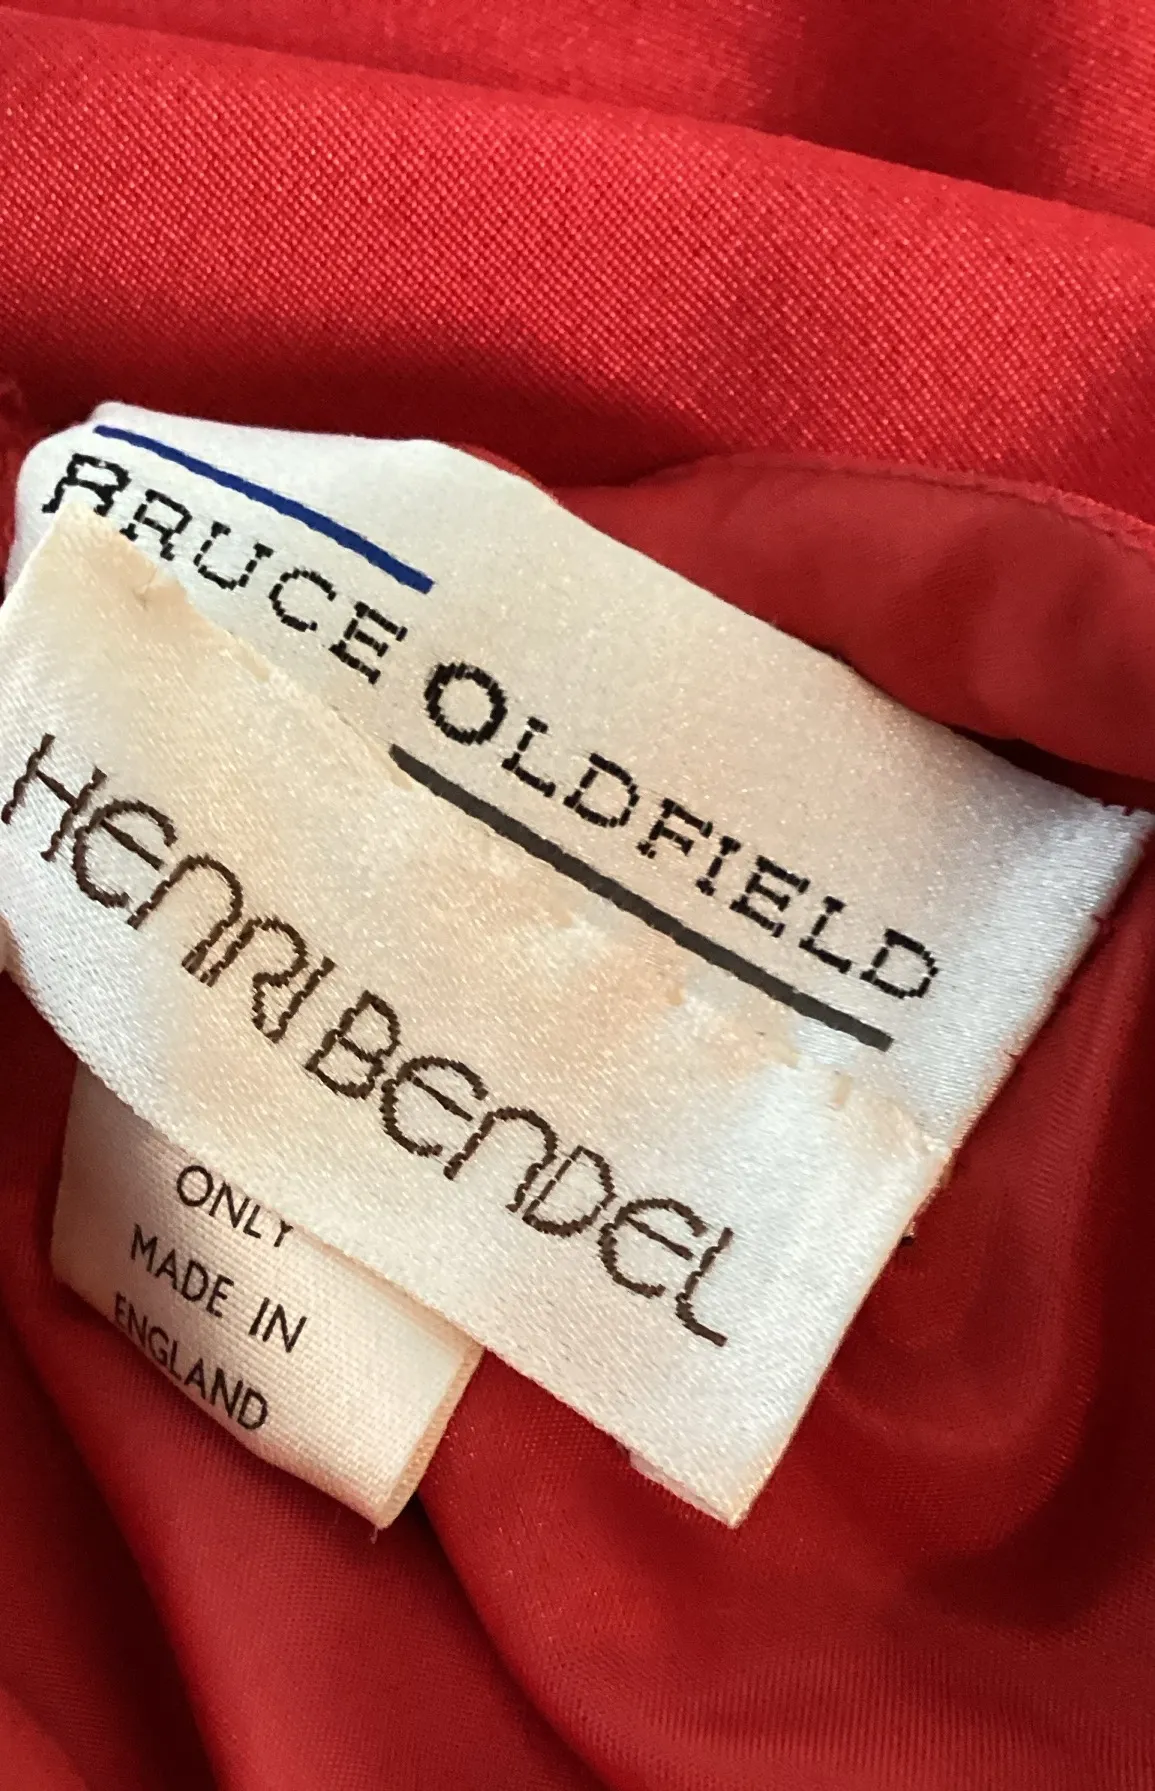 BRUCE OLDFIELD
HENRI BENDEL
ONLY
MADE IN
ENGLAND